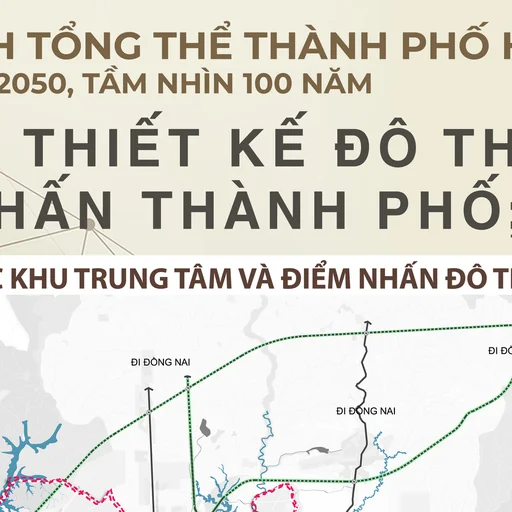 H TỔNG THỂ THÀNH PHỐ H
2050, TẦM NHÌN 100 NĂM
THIẾT KẾ ĐÔ TH
HẤN THÀNH PHỐ;
KHU TRUNG TÂM VÀ ĐIỂM NHẤN ĐÔ T
ĐI ĐỒNG NAI
ĐI Đ
ĐI ĐỒNG NAI